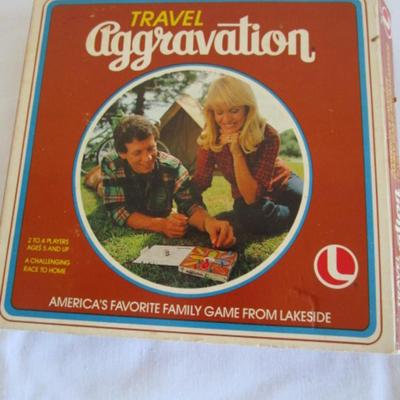 TRAVEL
Aggravation
2 TO 4 PLAYERS
AGES 5 AND UP
A CHALLENGING
RACE TO HOME
L
AMERICA'S FAVORITE FAMILY GAME FROM LAKESIDE